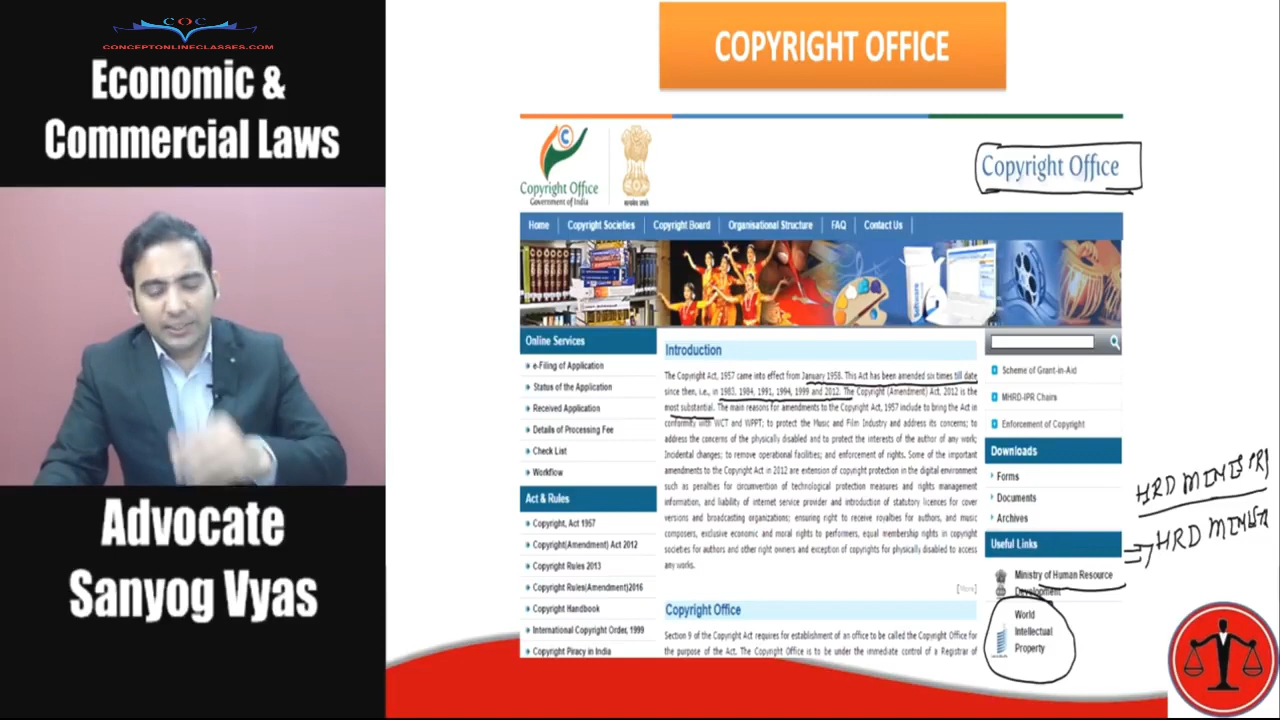 COC
CONCEPTONLINECLASSES.COM
Economic &
Commercial Laws
Advocate
Sanyog Vyas
COPYRIGHT OFFICE
Copyright Office
Government of India
Copyright Office
Home
Copyright Societies
Copyright Board
Organisational Structure
FAQ
Contact Us
Software
Online Services
e-Filing of Application
Status of the Application
Received Application
Details of Processing Fee
Check List
Workflow
Act & Rules
Copyright, Act 1957
Copyright(Amendment) Act 2012
Copyright Rules 2013
Copyright Rules(Amendment)2016
Copyright Handbook
International Copyright Order, 1999
Copyright Piracy in India
Introduction
The Copyright Act, 1957 came into effect from January 1958. This Act has been amended six times till date
since then, i.e., in 1983, 1984, 1991, 1994, 1999 and 2012. The Copyright (Amendment) Act, 2012 is the
most substantial. The main reasons for amendments to the Copyright Act, 1957 include to bring the Act in
conformity with WCT and WPPT; to protect the Music and Film Industry and address its concerns; to
address the concerns of the physically disabled and to protect the interests of the author of any work;
Incidental changes; to remove operational facilities; and enforcement of rights. Some of the important
amendments to the Copyright Act in 2012 are extension of copyright protection in the digital environment
such as penalties for circumvention of technological protection measures and rights management
information, and liability of internet service provider and introduction of statutory licences for cover
versions and broadcasting organizations; ensuring right to receive royalties for authors, and music
composers, exclusive economic and moral rights to performers, equal membership rights in copyright
societies for authors and other right owners and exception of copyrights for physically disabled to access
any works.
[More]
Copyright Office
Section 9 of the Copyright Act requires for establishment of an office to be called the Copyright Office for
the purpose of the Act. The Copyright Office is to be under the immediate control of a Registrar of
Scheme of Grant-in-Aid
MHRD-IPR Chairs
Enforcement of Copyright
Downloads
Forms
Documents
Archives
Useful Links
Ministry of Human Resource
Development
World
Intellectual
Property
HRD
HRD